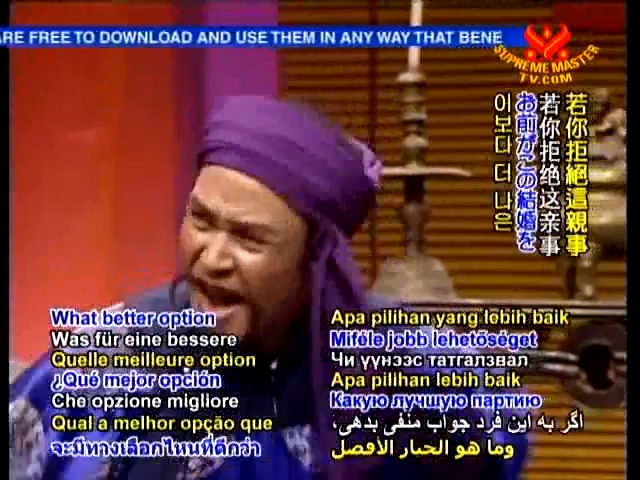 ARE FREE TO DOWNLOAD AND USE THEM IN ANY WAY THAT BENE
SUPREME MASTER
TV.COM
若你拒絕這親事
若你拒绝这亲事
お前がこの結婚を
이보다 더 나은
What better option
Was für eine bessere
Quelle meilleure option
¿Qué mejor opción
Che opzione migliore
Qual a melhor opção que
จะมีทางเลือกไหนที่ดีกว่า
Apa pilihan yang lebih baik
Miféle jobb lehetőséget
Чи үүнээс татгалзвал
Apa pilihan lebih baik
Какую лучшую партию
اگر به این فرد جواب منفی بدهی،
وما هو الخيار الأفضل